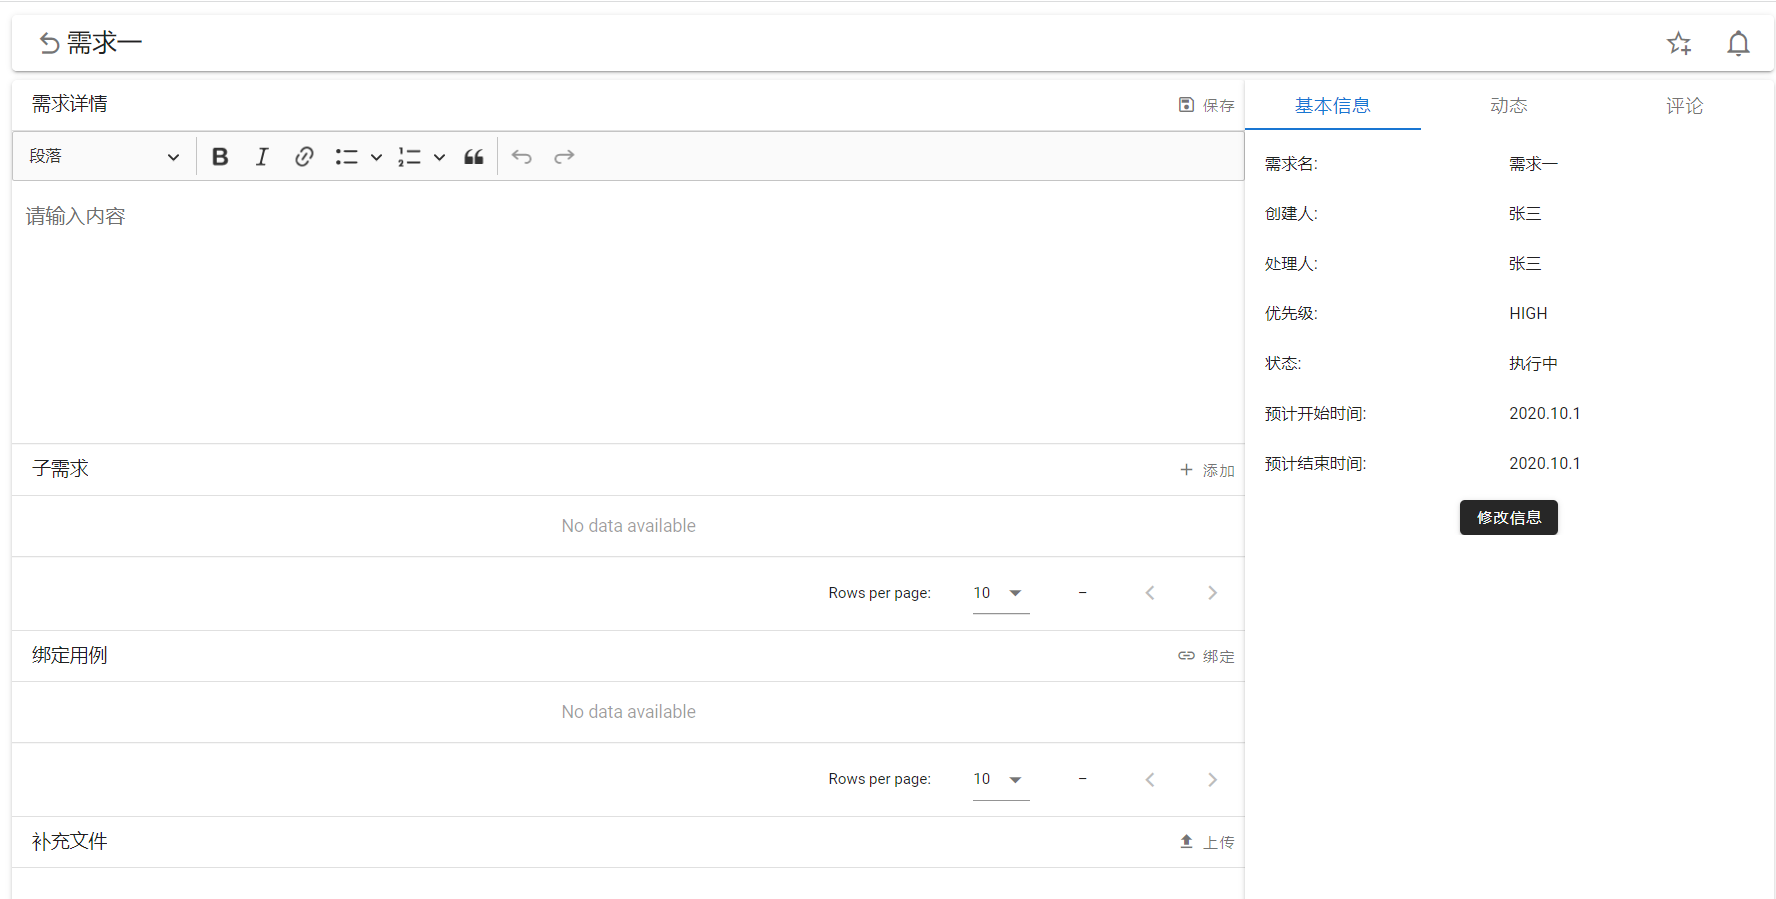 需求一
需求详情
保存
段落
请输入内容
子需求
添加
No data available
Rows per page:
10
–
绑定用例
绑定
No data available
Rows per page:
10
–
补充文件
上传
基本信息
动态
评论
需求名: 需求一
创建人: 张三
处理人: 张三
优先级: HIGH
状态: 执行中
预计开始时间: 2020.10.1
预计结束时间: 2020.10.1
修改信息